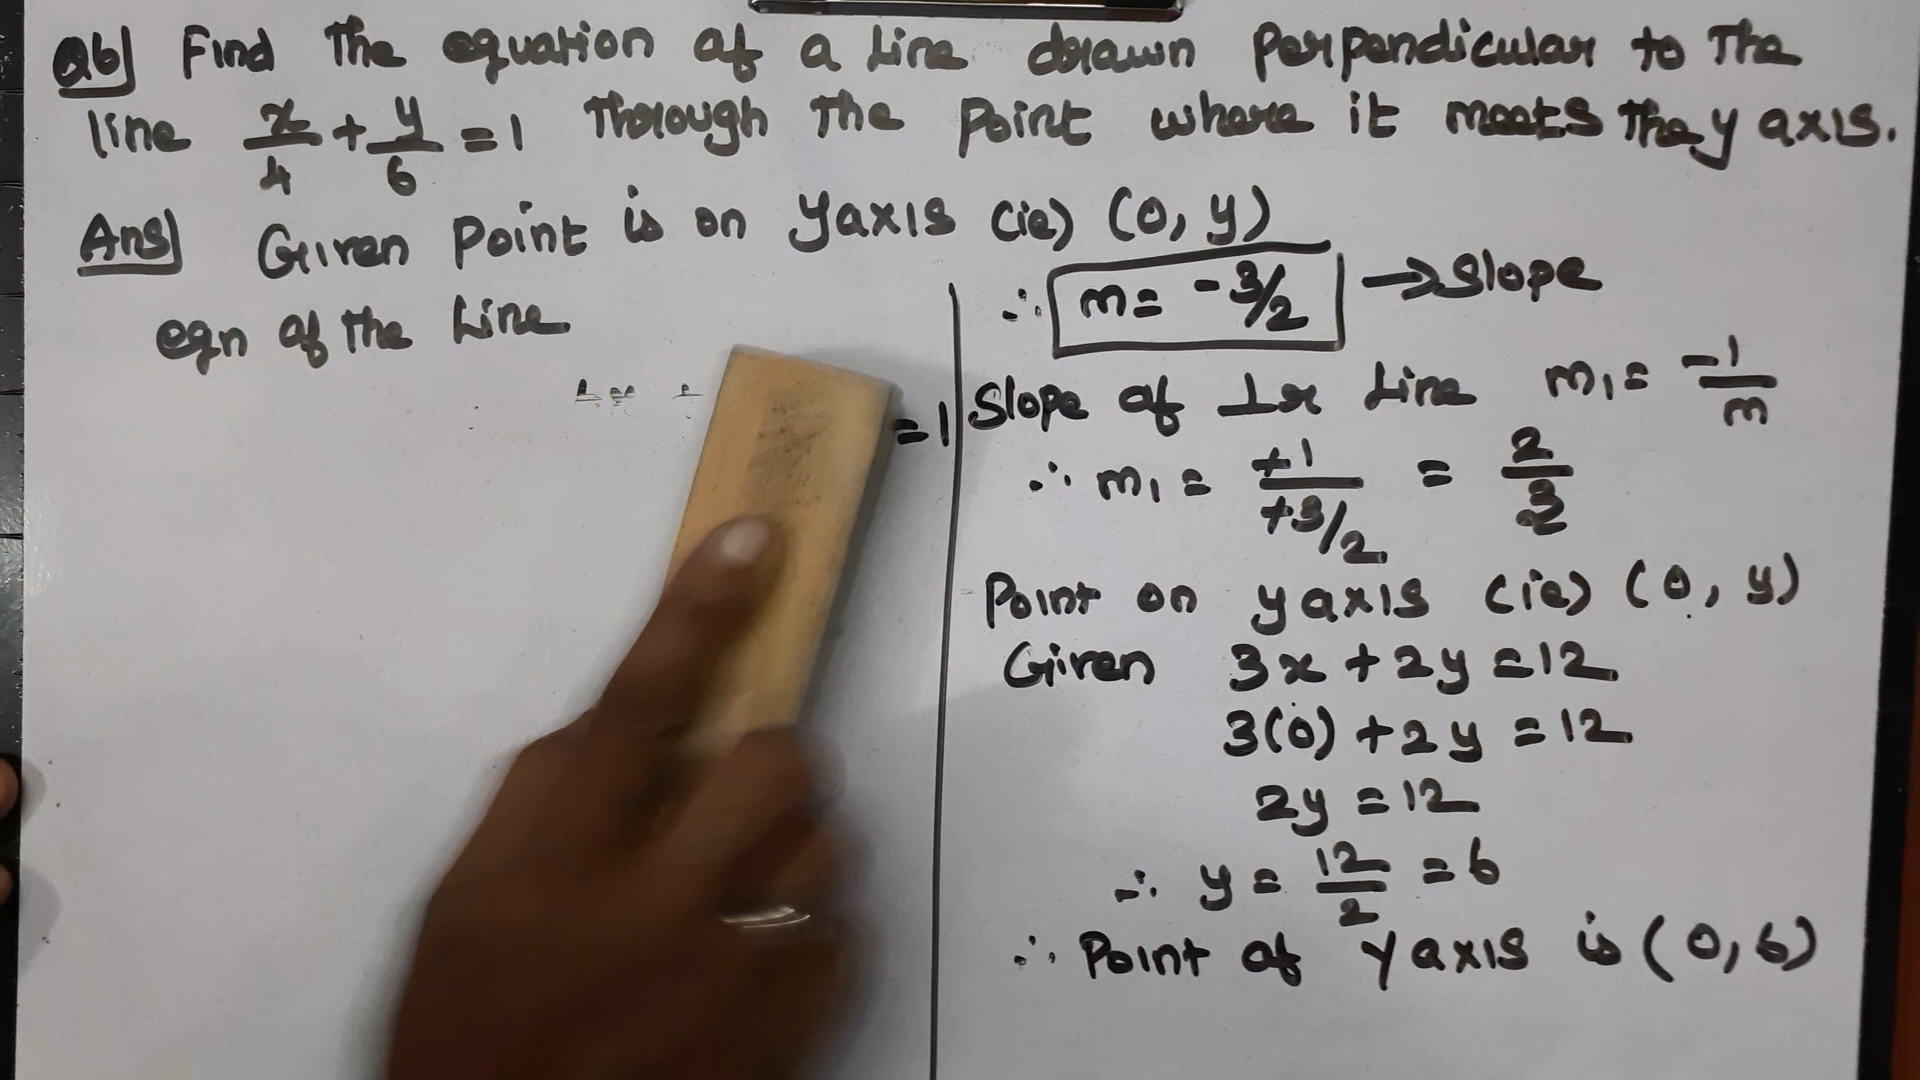 Q6) Find The equation of a Line drawn Perpendicular to The
line x/4 + y/6 = 1 Through The Point where it meets The y axis.
Ans) Given Point is on y axis (ie) (0, y)
eqn of the Line
= 1
∴ m = -3/2 → Slope
Slope of ⊥r Line m₁ = -1/m
∴ m₁ = +1/+3/2 = 2/3
Point on y axis (ie) (0, y)
Given 3x + 2y = 12
3(0) + 2y = 12
2y = 12
∴ y = 12/2 = 6
∴ Point of Y axis is (0, 6)